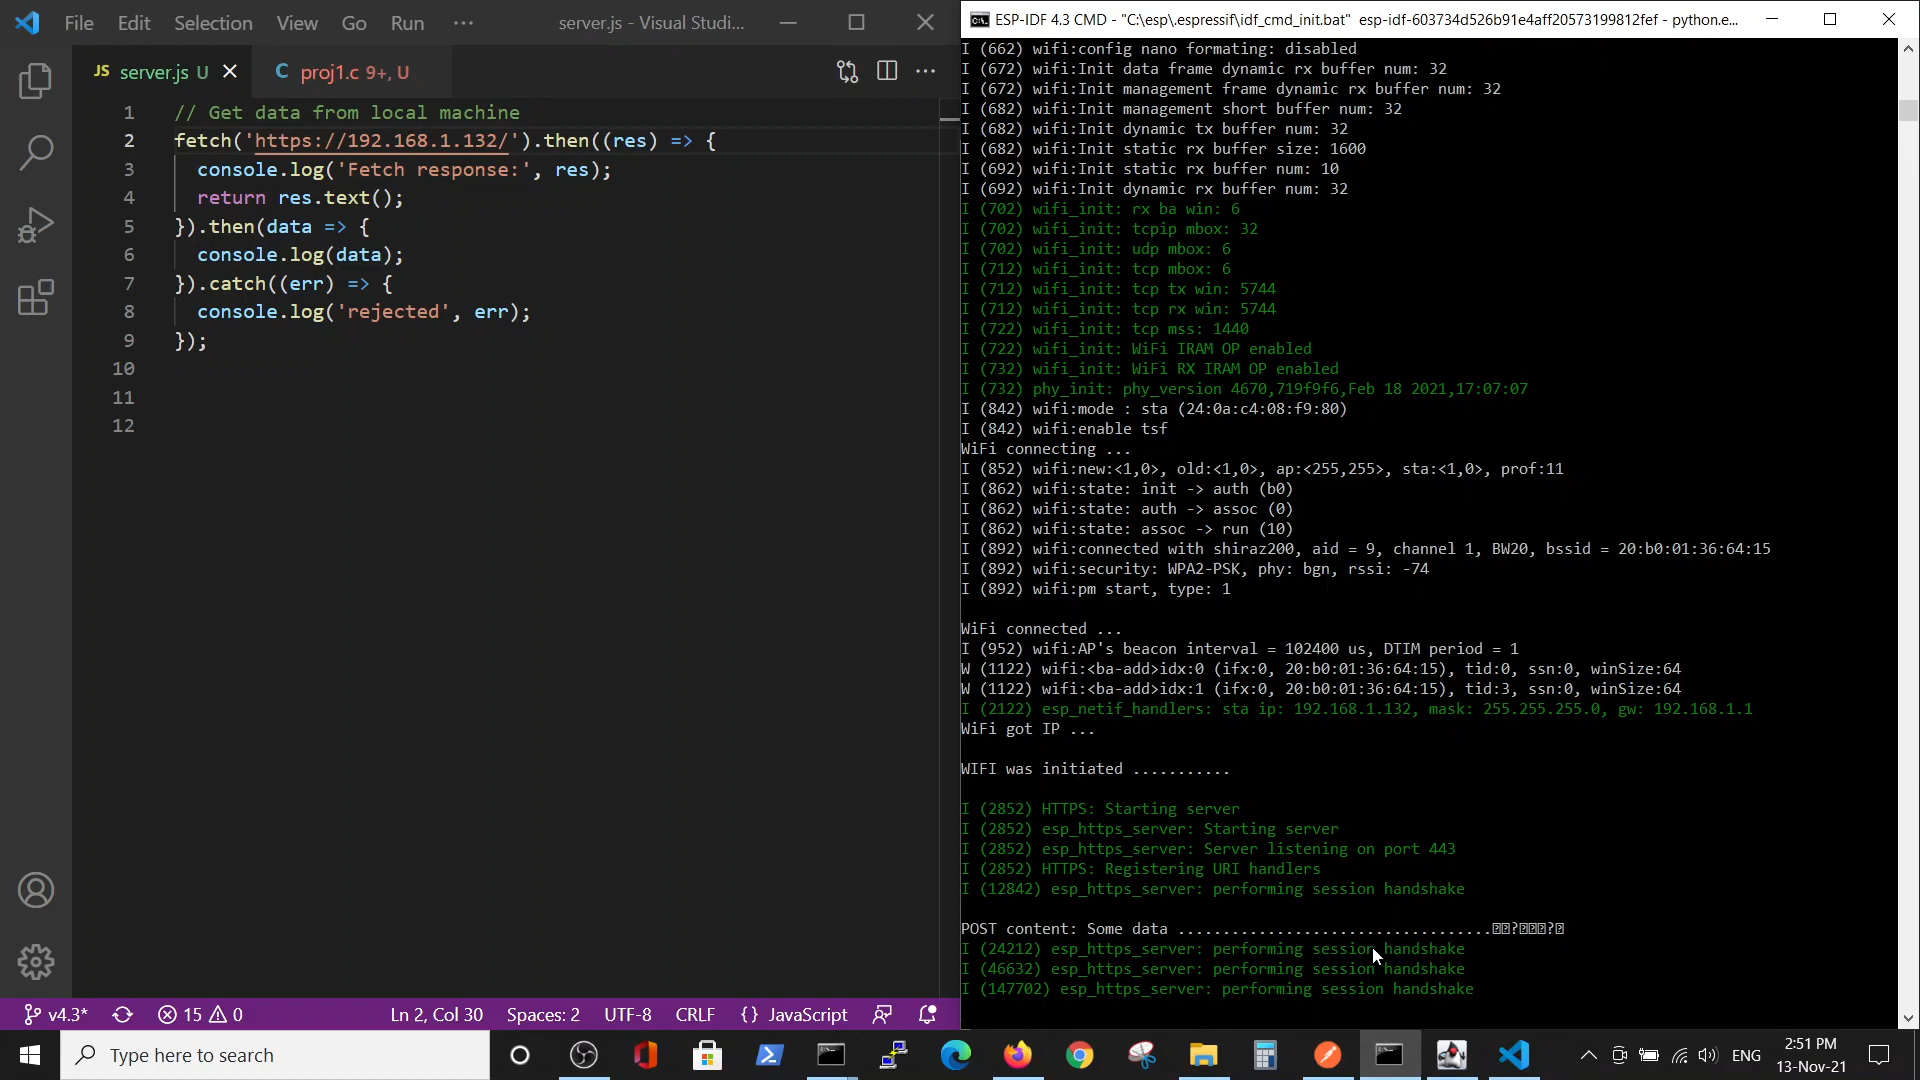 File Edit Selection View Go Run ··· server.js - Visual Studi...
JS server.js U
C proj1.c 9+, U
1 // Get data from local machine
2 fetch('https://192.168.1.132/').then((res) => {
3 console.log('Fetch response:', res);
4 return res.text();
5 }).then(data => {
6 console.log(data);
7 }).catch((err) => {
8 console.log('rejected', err);
9 });
10
11
12
v4.3* 15 0 Ln 2, Col 30 Spaces: 2 UTF-8 CRLF {} JavaScript
ESP-IDF 4.3 CMD - "C:\esp\.espressif\idf_cmd_init.bat" esp-idf-603734d526b91e4aff20573199812fef - python.e...
I (662) wifi:config nano formating: disabled
I (672) wifi:Init data frame dynamic rx buffer num: 32
I (672) wifi:Init management frame dynamic rx buffer num: 32
I (682) wifi:Init management short buffer num: 32
I (682) wifi:Init dynamic tx buffer num: 32
I (682) wifi:Init static rx buffer size: 1600
I (692) wifi:Init static rx buffer num: 10
I (692) wifi:Init dynamic rx buffer num: 32
I (702) wifi_init: rx ba win: 6
I (702) wifi_init: tcpip mbox: 32
I (702) wifi_init: udp mbox: 6
I (712) wifi_init: tcp mbox: 6
I (712) wifi_init: tcp tx win: 5744
I (712) wifi_init: tcp rx win: 5744
I (722) wifi_init: tcp mss: 1440
I (722) wifi_init: WiFi IRAM OP enabled
I (732) wifi_init: WiFi RX IRAM OP enabled
I (732) phy_init: phy_version 4670,719f9f6,Feb 18 2021,17:07:07
I (842) wifi:mode : sta (24:0a:c4:08:f9:80)
I (842) wifi:enable tsf
WiFi connecting ...
I (852) wifi:new:<1,0>, old:<1,0>, ap:<255,255>, sta:<1,0>, prof:11
I (862) wifi:state: init -> auth (b0)
I (862) wifi:state: auth -> assoc (0)
I (862) wifi:state: assoc -> run (10)
I (892) wifi:connected with shiraz200, aid = 9, channel 1, BW20, bssid = 20:b0:01:36:64:15
I (892) wifi:security: WPA2-PSK, phy: bgn, rssi: -74
I (892) wifi:pm start, type: 1
WiFi connected ...
I (952) wifi:AP's beacon interval = 102400 us, DTIM period = 1
W (1122) wifi:<ba-add>idx:0 (ifx:0, 20:b0:01:36:64:15), tid:0, ssn:0, winSize:64
W (1122) wifi:<ba-add>idx:1 (ifx:0, 20:b0:01:36:64:15), tid:3, ssn:0, winSize:64
I (2122) esp_netif_handlers: sta ip: 192.168.1.132, mask: 255.255.255.0, gw: 192.168.1.1
WiFi got IP ...
WIFI was initiated ...........
I (2852) HTTPS: Starting server
I (2852) esp_https_server: Starting server
I (2852) esp_https_server: Server listening on port 443
I (2852) HTTPS: Registering URI handlers
I (12842) esp_https_server: performing session handshake
POST content: Some data ...................................
I (24212) esp_https_server: performing session handshake
I (46632) esp_https_server: performing session handshake
I (147702) esp_https_server: performing session handshake
Type here to search
ENG
2:51 PM
13-Nov-21